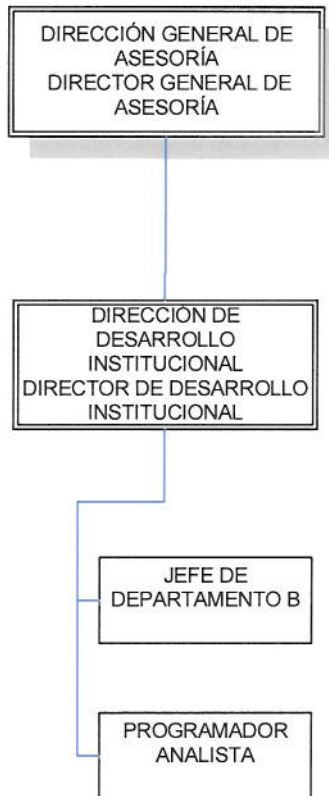 DIRECCIÓN GENERAL DE
ASESORÍA
DIRECTOR GENERAL DE
ASESORÍA
DIRECCIÓN DE
DESARROLLO
INSTITUCIONAL
DIRECTOR DE DESARROLLO
INSTITUCIONAL
JEFE DE
DEPARTAMENTO B
PROGRAMADOR
ANALISTA